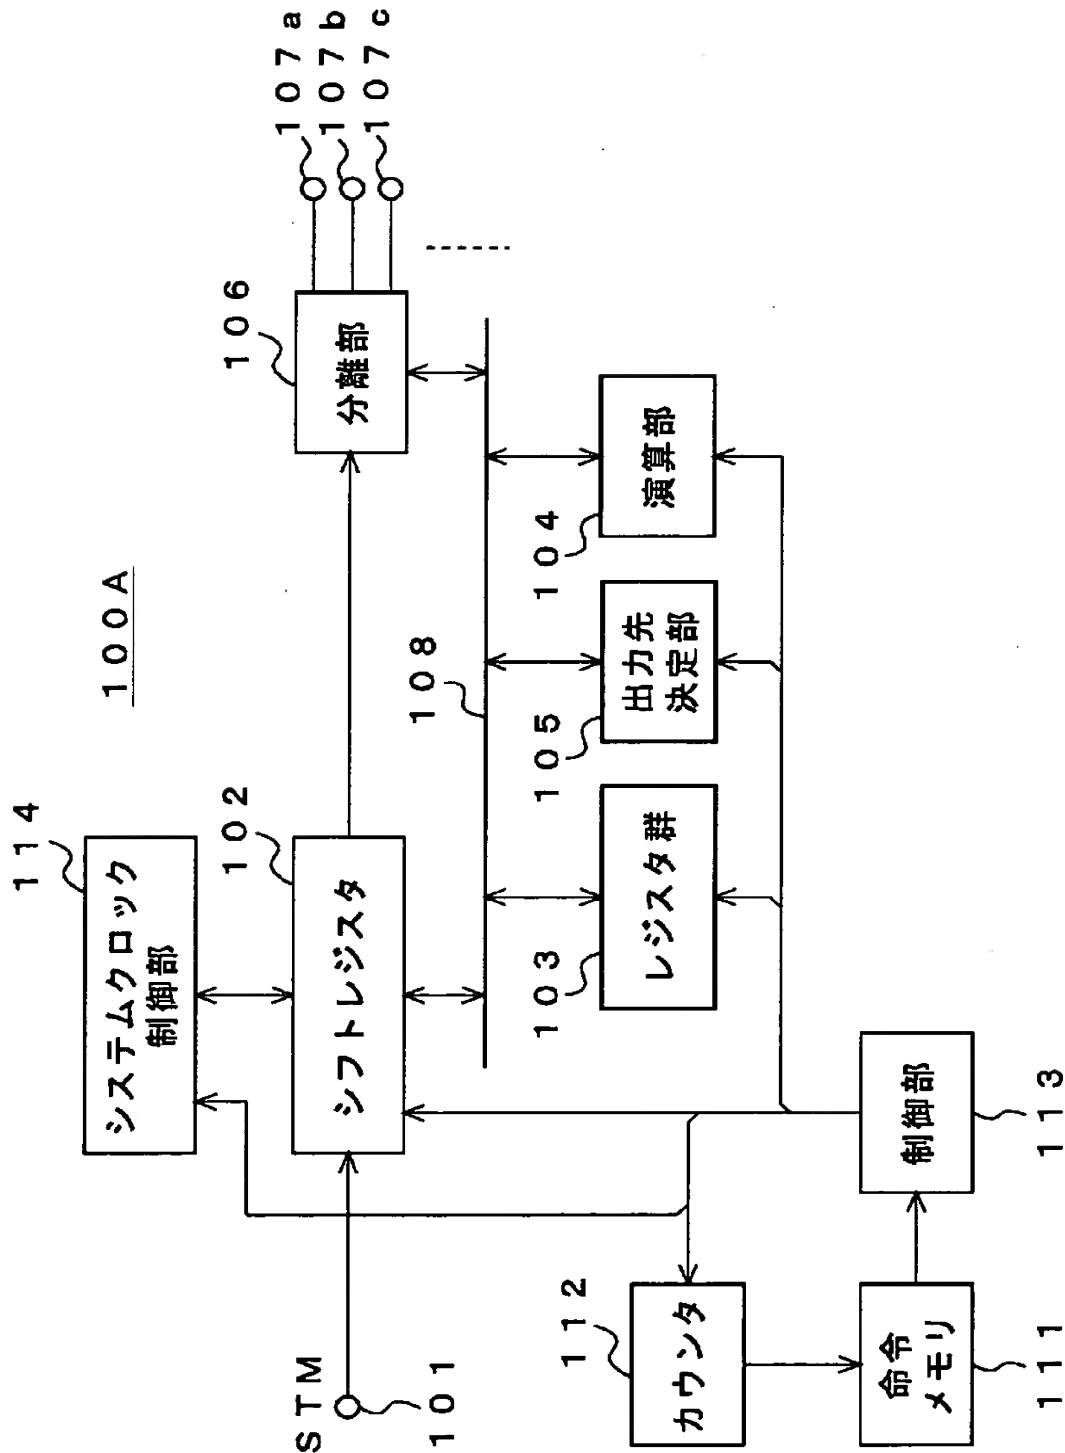 100A
114
システムクロック
制御部
STM
101
102
シフトレジスタ
106
分離部
107a
107b
107c
108
103
レジスタ群
105
出力先
決定部
104
演算部
112
カウンタ
111
命令
メモリ
113
制御部